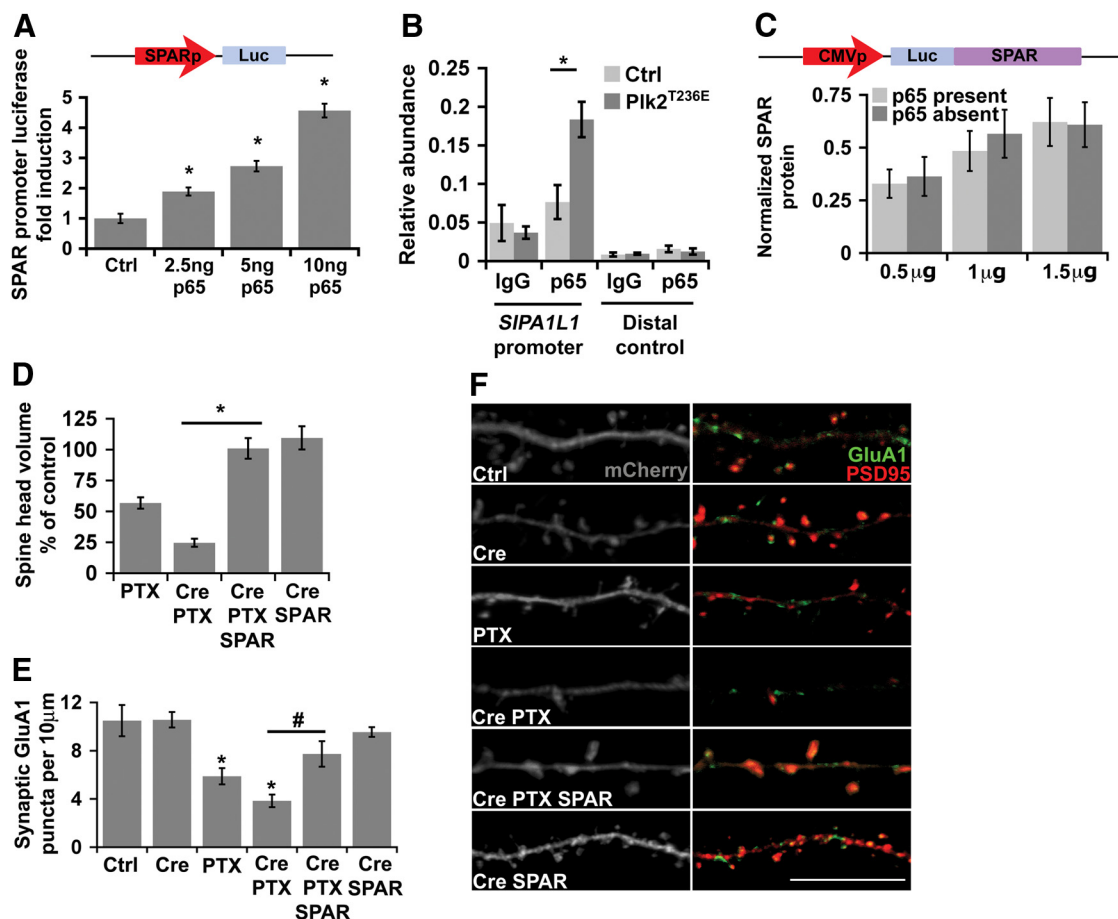 A
SPARp
Luc
SPAR promoter luciferase
fold induction
5
4
3
2
1
0
*
*
*
Ctrl
2.5ng
p65
5ng
p65
10ng
p65
B
Relative abundance
0.25
0.2
0.15
0.1
0.05
0
*
Ctrl
Plk2T236E
IgG
p65
IgG
p65
SIPA1L1
promoter
Distal
control
C
CMVp
Luc
SPAR
Normalized SPAR
protein
0.75
0.5
0.25
0
p65 present
p65 absent
0.5µg
1µg
1.5µg
D
Spine head volume
% of control
125
100
75
50
25
0
*
PTX
Cre
PTX
Cre
PTX
SPAR
Cre
SPAR
E
Synaptic GluA1
puncta per 10µm
12
8
4
0
*
*
#
Ctrl
Cre
PTX
Cre
PTX
Cre
PTX
SPAR
Cre
SPAR
F
Ctrl
mCherry
GluA1
PSD95
Cre
PTX
Cre PTX
Cre PTX SPAR
Cre SPAR